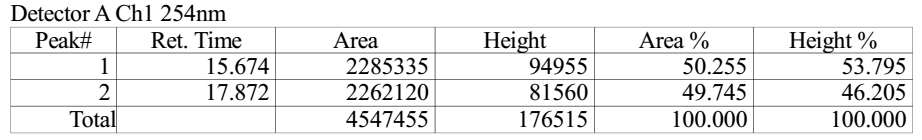 Detector A Ch1 254nm
Peak# Ret. Time Area Height Area % Height %
1 15.674 2285335 94955 50.255 53.795
2 17.872 2262120 81560 49.745 46.205
Total 4547455 176515 100.000 100.000